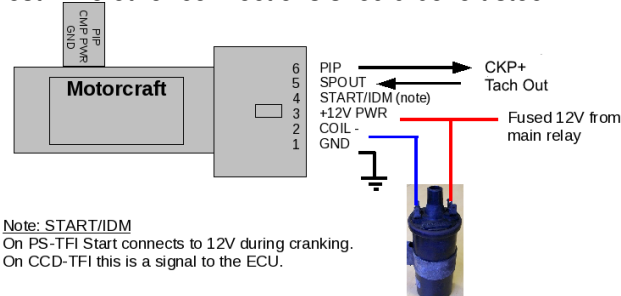 PIP
CMP PWR
GND
Motorcraft
6 PIP CKP+
5 SPOUT Tach Out
4 START/IDM (note)
3 +12V PWR Fused 12V from
2 COIL - main relay
1 GND
Note: START/IDM
On PS-TFI Start connects to 12V during cranking.
On CCD-TFI this is a signal to the ECU.